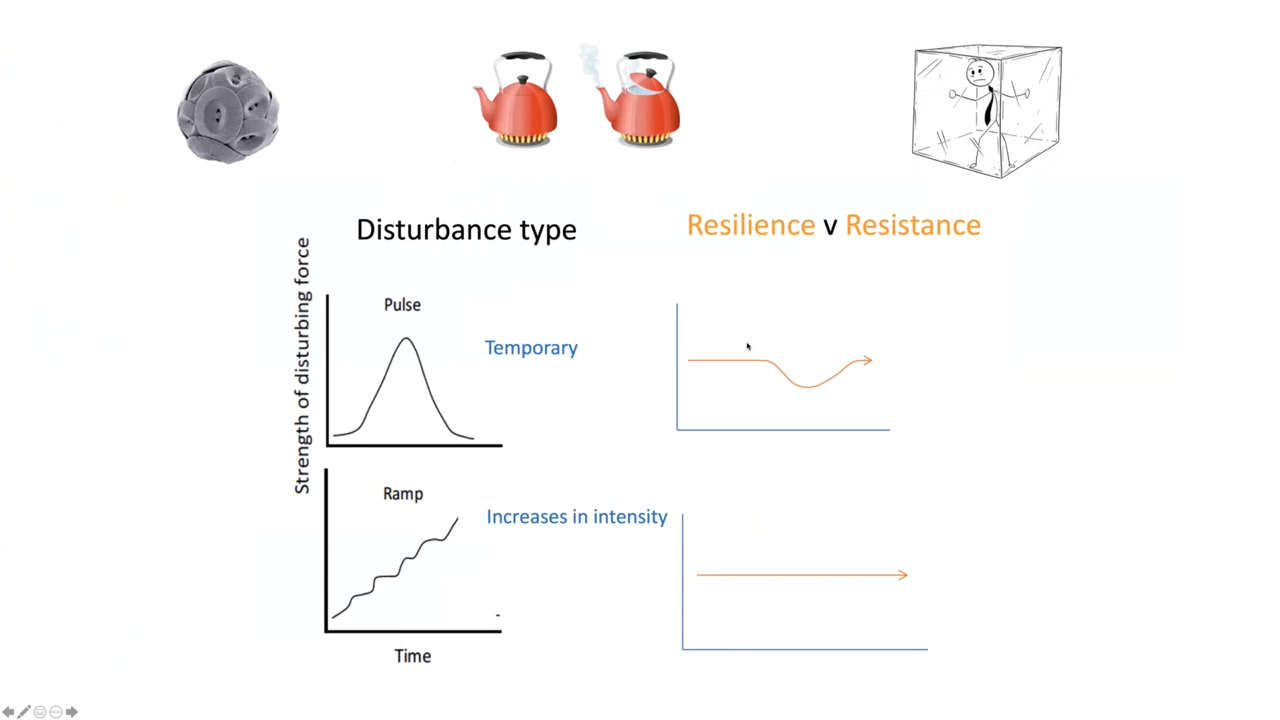 Disturbance type
Resilience v Resistance
Strength of disturbing force
Pulse
Temporary
Ramp
Increases in intensity
Time